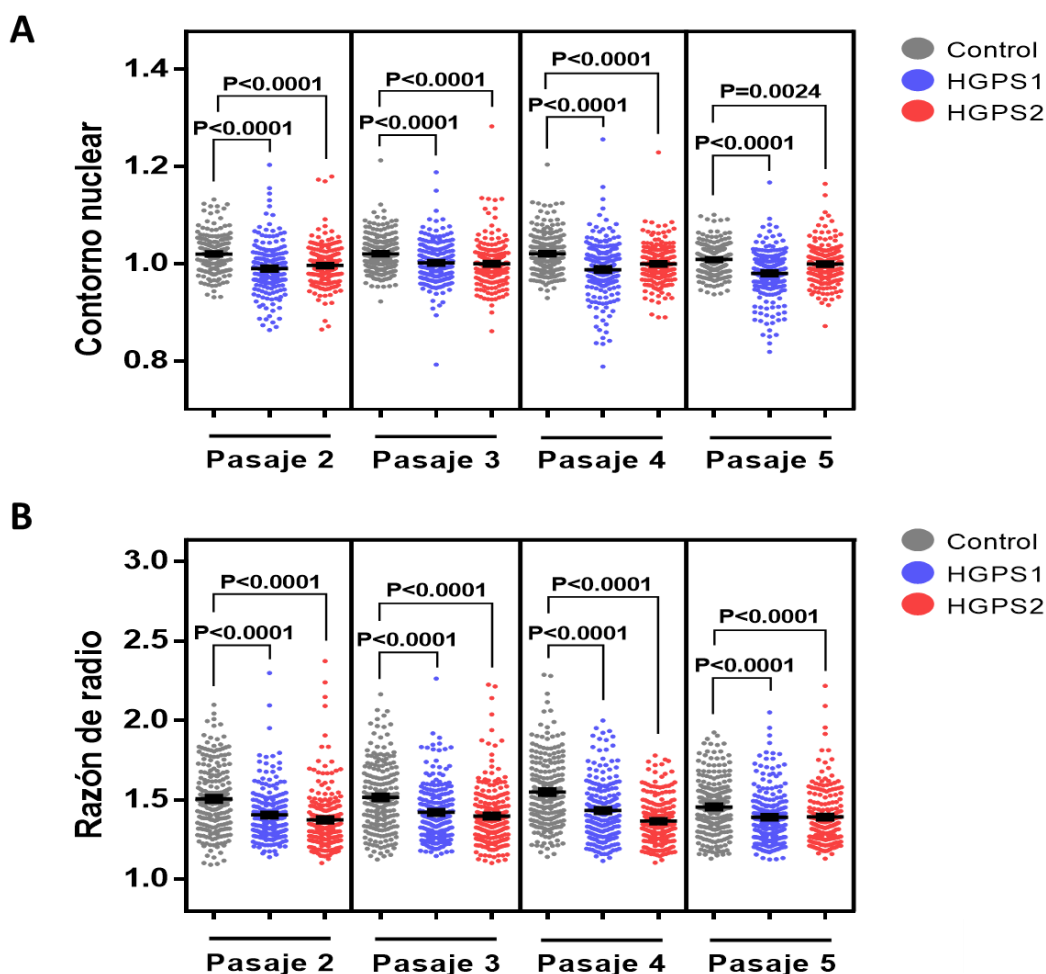 A
Contorno nuclear
1.4
1.2
1.0
0.8
P<0.0001
P<0.0001
P<0.0001
P<0.0001
P<0.0001
P<0.0001
P=0.0024
P<0.0001
Pasaje 2
Pasaje 3
Pasaje 4
Pasaje 5
Control
HGPS1
HGPS2
B
Razón de radio
3.0
2.5
2.0
1.5
1.0
P<0.0001
P<0.0001
P<0.0001
P<0.0001
P<0.0001
P<0.0001
P<0.0001
P<0.0001
Pasaje 2
Pasaje 3
Pasaje 4
Pasaje 5
Control
HGPS1
HGPS2